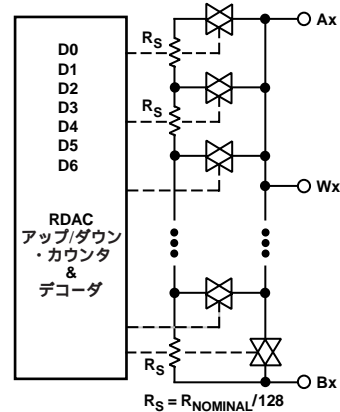 Ax
RS
D0
D1
D2
D3
D4
D5
D6
RS
Wx
RDAC
アップ/ダウン
・カウンタ
&
デコーダ
RS
Bx
RS = RNOMINAL/128